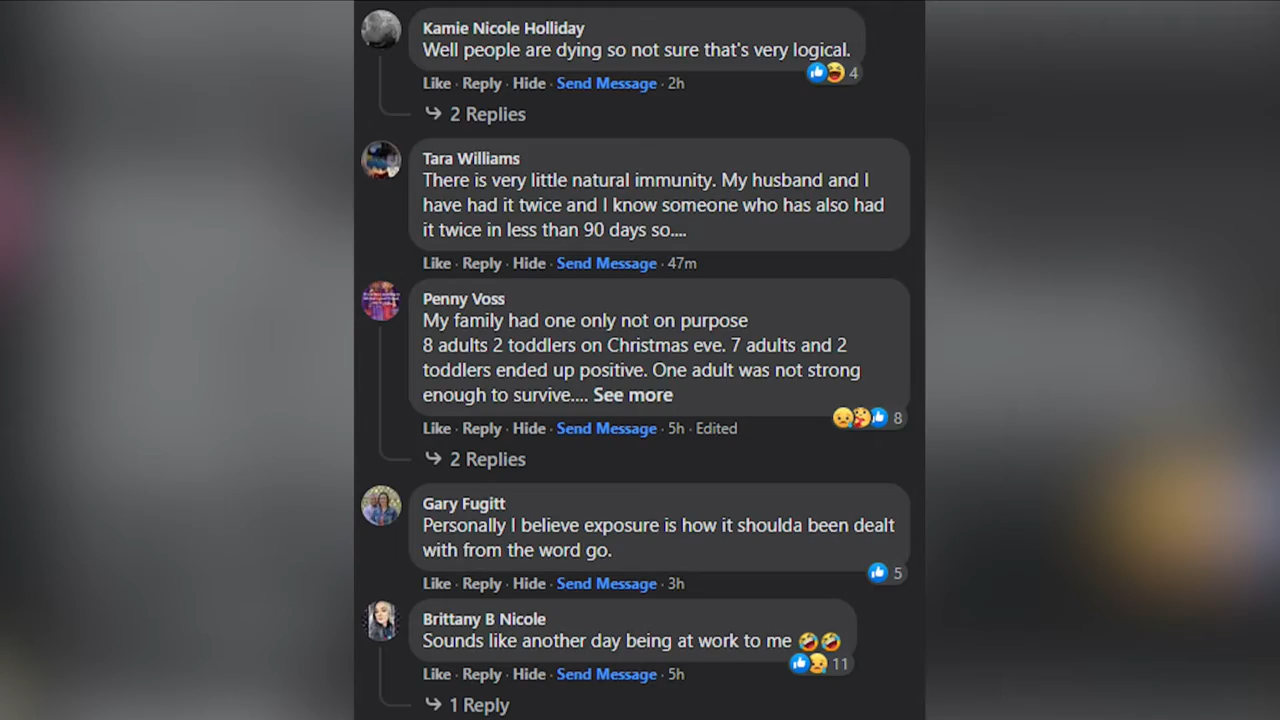 Kamie Nicole Holliday
Well people are dying so not sure that's very logical.
4
Like · Reply · Hide · Send Message · 2h
2 Replies
Tara Williams
There is very little natural immunity. My husband and I
have had it twice and I know someone who has also had
it twice in less than 90 days so....
Like · Reply · Hide · Send Message · 47m
Penny Voss
My family had one only not on purpose
8 adults 2 toddlers on Christmas eve. 7 adults and 2
toddlers ended up positive. One adult was not strong
enough to survive.... See more
8
Like · Reply · Hide · Send Message · 5h · Edited
2 Replies
Gary Fugitt
Personally I believe exposure is how it shoulda been dealt
with from the word go.
5
Like · Reply · Hide · Send Message · 3h
Brittany B Nicole
Sounds like another day being at work to me 🤣🤣
11
Like · Reply · Hide · Send Message · 5h
1 Reply